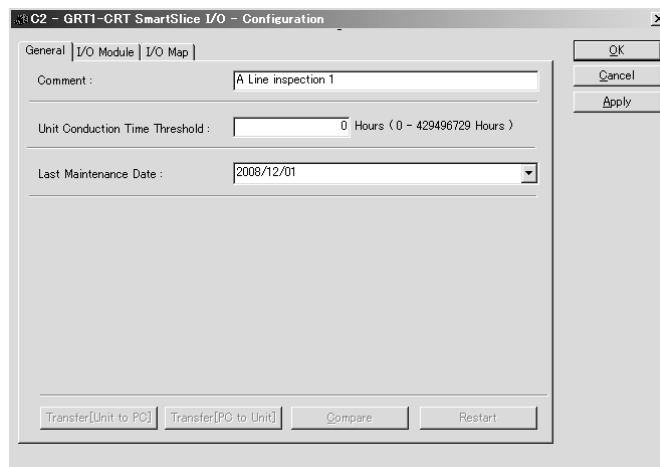 C2 - GRT1-CRT SmartSlice I/O - Configuration
General I/O Module I/O Map
OK
Cancel
Apply
Comment : A Line inspection 1
Unit Conduction Time Threshold : 0 Hours ( 0 - 429496729 Hours )
Last Maintenance Date : 2008/12/01
Transfer[Unit to PC] Transfer[PC to Unit] Compare Restart